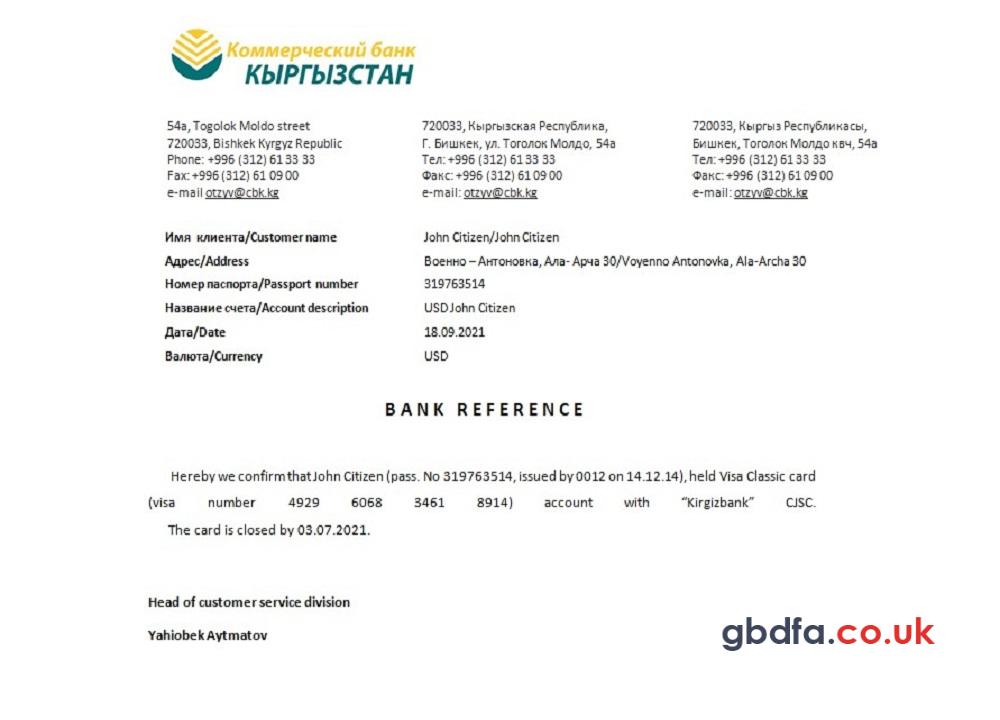 Коммерческий банк
КЫРГЫЗСТАН
54a, Togolok Moldo street
720033, Bishkek Kyrgyz Republic
Phone: +996 (312) 61 33 33
Fax: +996 (312) 61 09 00
e-mail otzyv@cbk.kg
720033, Кыргызская Республика,
Г. Бишкек, ул. Тоголок Молдо, 54а
Тел: +996 (312) 61 33 33
Факс: +996 (312) 61 09 00
e-mail: otzyv@cbk.kg
720033, Кыргыз Республикасы,
Бишкек, Тоголок Молдо квч, 54а
Тел: +996 (312) 61 33 33
Факс: +996 (312) 61 09 00
e-mail: otzyv@cbk.kg
Имя клиента/Customer name John Citizen/John Citizen
Адрес/Address Военно – Антоновка, Ала- Арча 30/Voyenno Antonovka, Ala-Archa 30
Номер паспорта/Passport number 319763514
Название счета/Account description USD John Citizen
Дата/Date 18.09.2021
Валюта/Currency USD
BANK REFERENCE
Hereby we confirm that John Citizen (pass. No 319763514, issued by 0012 on 14.12.14), held Visa Classic card
(visa number 4929 6068 3461 8914) account with “Kirgizbank” CJSC.
The card is closed by 03.07.2021.
Head of customer service division
Yahiobek Aytmatov
gbdfa.co.uk